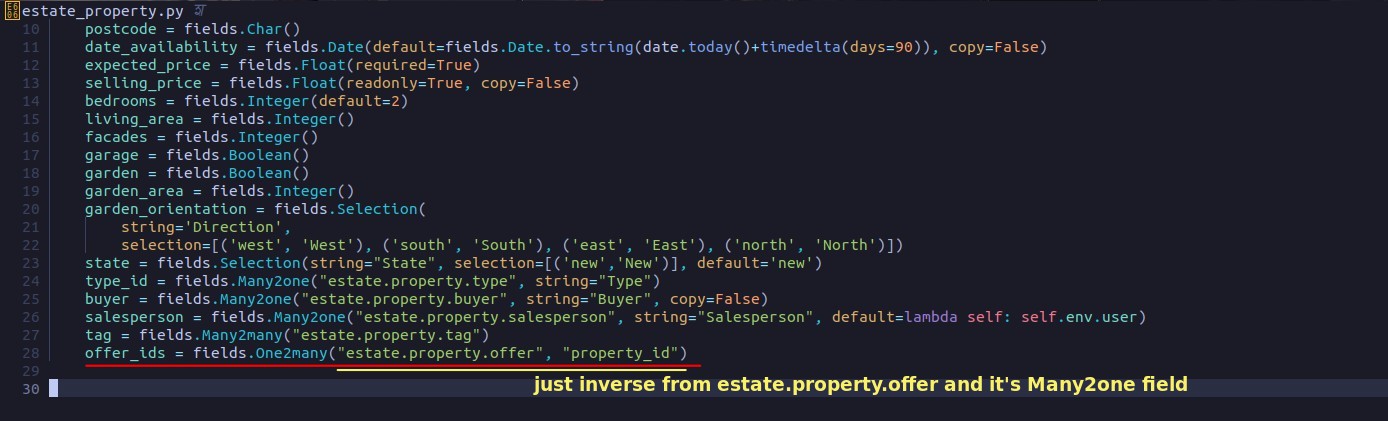 estate_property.py
10 postcode = fields.Char()
11 date_availability = fields.Date(default=fields.Date.to_string(date.today()+timedelta(days=90)), copy=False)
12 expected_price = fields.Float(required=True)
13 selling_price = fields.Float(readonly=True, copy=False)
14 bedrooms = fields.Integer(default=2)
15 living_area = fields.Integer()
16 facades = fields.Integer()
17 garage = fields.Boolean()
18 garden = fields.Boolean()
19 garden_area = fields.Integer()
20 garden_orientation = fields.Selection(
21 string='Direction',
22 selection=[('west', 'West'), ('south', 'South'), ('east', 'East'), ('north', 'North')])
23 state = fields.Selection(string="State", selection=[('new','New')], default='new')
24 type_id = fields.Many2one("estate.property.type", string="Type")
25 buyer = fields.Many2one("estate.property.buyer", string="Buyer", copy=False)
26 salesperson = fields.Many2one("estate.property.salesperson", string="Salesperson", default=lambda self: self.env.user)
27 tag = fields.Many2many("estate.property.tag")
28 offer_ids = fields.One2many("estate.property.offer", "property_id")
29
30
just inverse from estate.property.offer and it's Many2one field